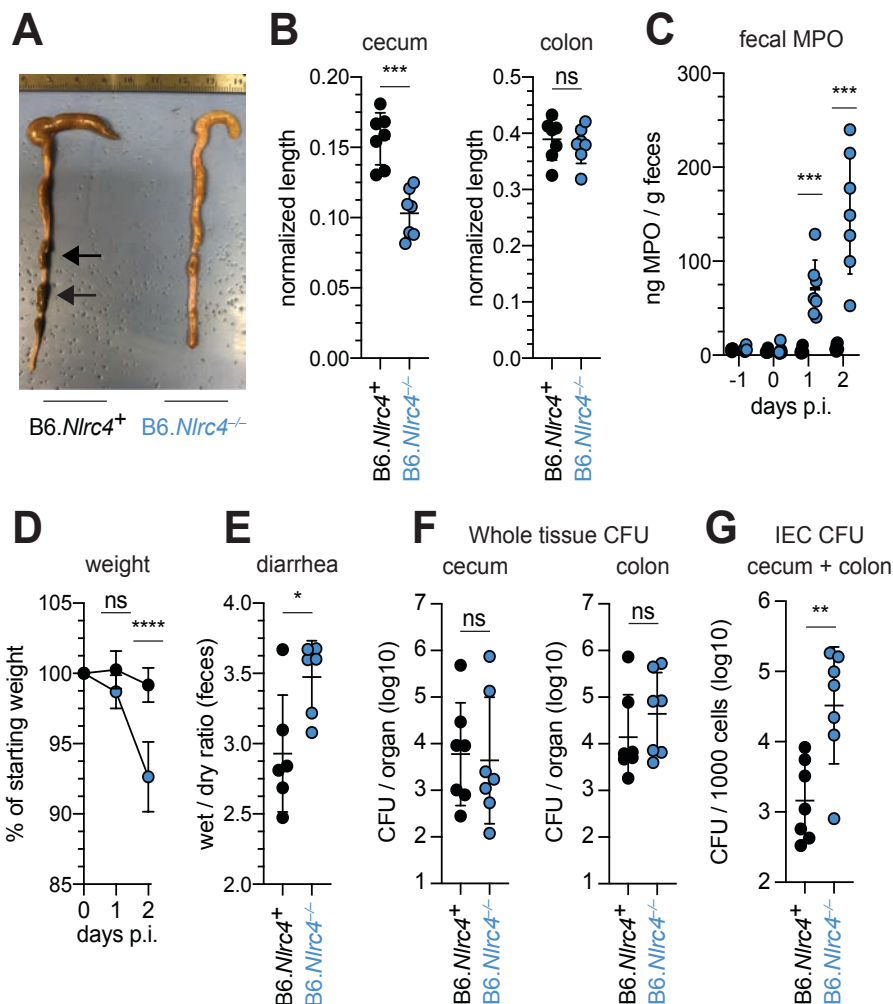 A
B6.Nlrc4+
B6.Nlrc4–/–
B
cecum
***
normalized length
0.20
0.15
0.10
0.05
0.00
B6.Nlrc4+
B6.Nlrc4–/–
colon
ns
normalized length
0.5
0.4
0.3
0.2
0.1
0.0
B6.Nlrc4+
B6.Nlrc4–/–
C
fecal MPO
ng MPO / g feces
300
250
200
150
100
50
0
***
***
-1 0 1 2
days p.i.
D
weight
ns
****
% of starting weight
105
100
95
90
85
0 1 2
days p.i.
E
diarrhea
*
wet / dry ratio (feces)
4.0
3.5
3.0
2.5
2.0
B6.Nlrc4+
B6.Nlrc4–/–
F
Whole tissue CFU
cecum
ns
CFU / organ (log10)
7
6
5
4
3
2
1
B6.Nlrc4+
B6.Nlrc4–/–
colon
ns
CFU / organ (log10)
7
6
5
4
3
2
1
B6.Nlrc4+
B6.Nlrc4–/–
G
IEC CFU
cecum + colon
**
CFU / 1000 cells (log10)
6
5
4
3
2
B6.Nlrc4+
B6.Nlrc4–/–